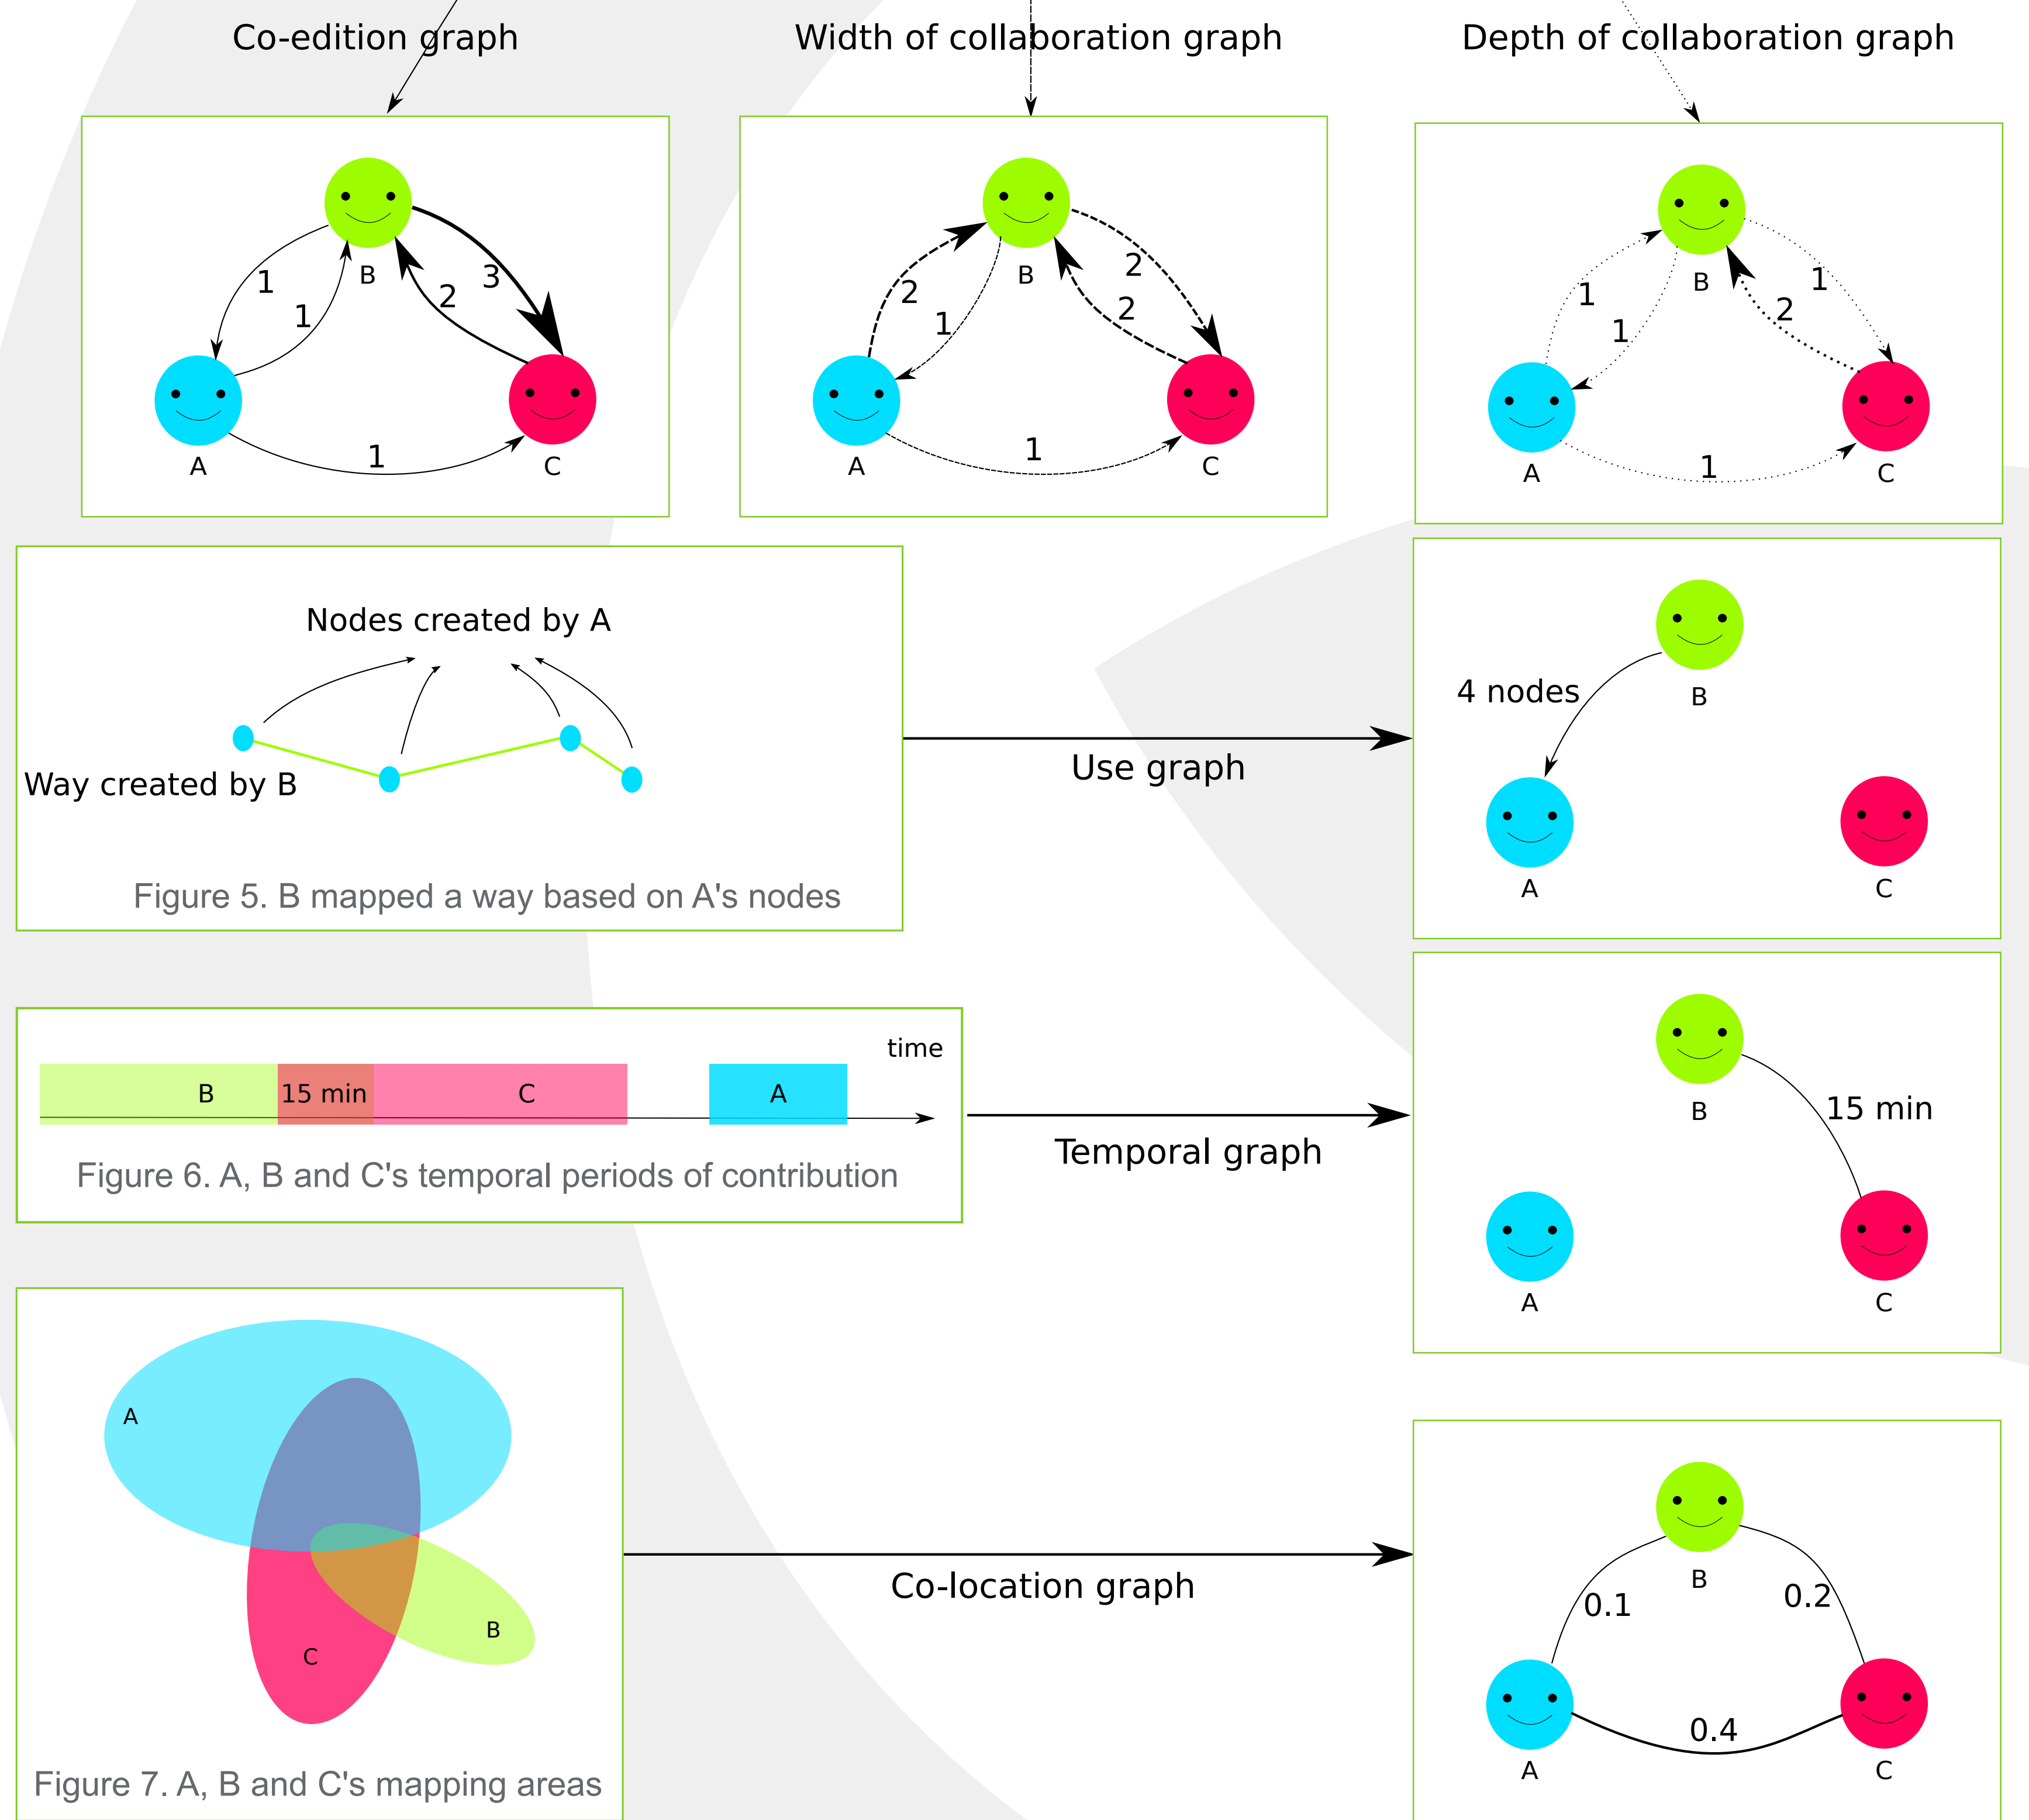 Co-edition graph
Width of collaboration graph
Depth of collaboration graph
B
1
1
3
2
1
A
C
B
2
1
2
2
1
A
C
B
1
1
1
2
1
A
C
Nodes created by A
Way created by B
Figure 5. B mapped a way based on A's nodes
Use graph
4 nodes
B
A
C
time
B
15 min
C
A
Figure 6. A, B and C's temporal periods of contribution
Temporal graph
B
15 min
A
C
A
B
C
Figure 7. A, B and C's mapping areas
Co-location graph
B
0.1
0.2
0.4
A
C